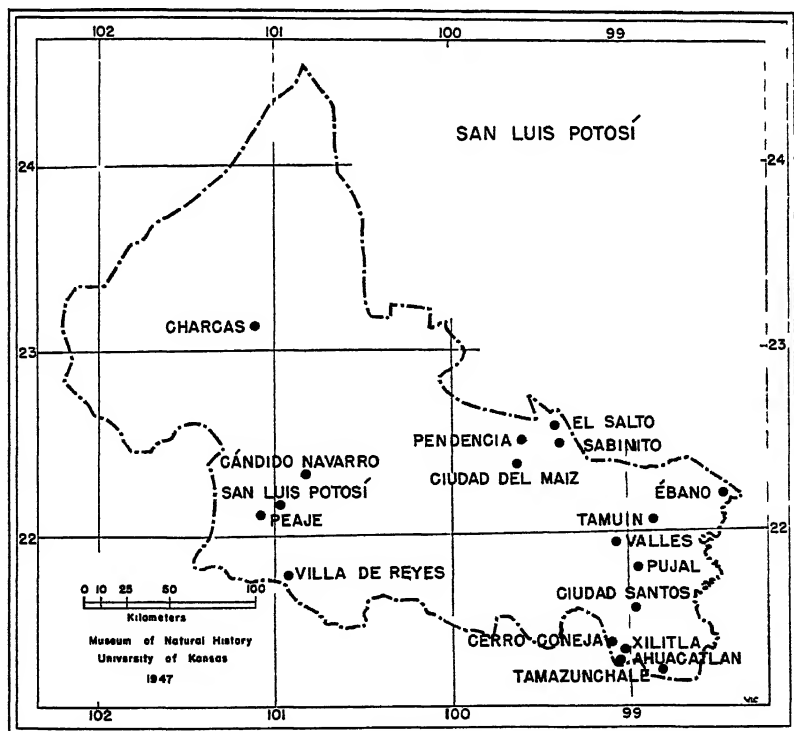 102 101 100 99
SAN LUIS POTOSÍ
24 24
CHARCAS
23 23
EL SALTO
PENDENCIA SABINITO
CÁNDIDO NAVARRO CIUDAD DEL MAIZ
SAN LUIS POTOSÍ ÉBANO
PEAJE TAMUIN
22 22
VALLES
VILLA DE REYES PUJAL
0 10 25 50 100 CIUDAD SANTOS
Kilometers
Museum of Natural History CERRO CONEJA XILITLA
University of Kansas AHUACATLAN
1947 TAMAZUNCHALE
102 101 100 99